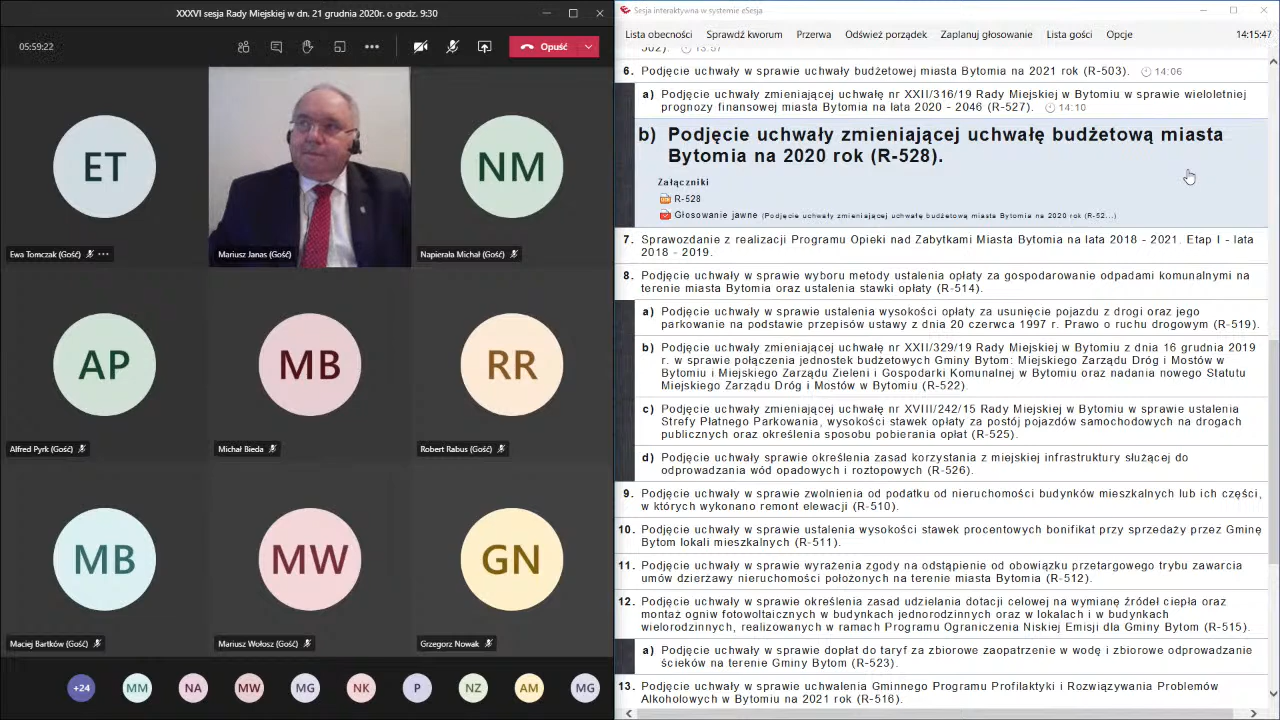 XXXVI sesja Rady Miejskiej w dn. 21 grudnia 2020r. o godz. 9:30
05:59:22
Opuść
ET
NM
Ewa Tomczak (Gość)
Mariusz Janas (Gość)
Napierała Michał (Gość)
AP
MB
RR
Alfred Pyrk (Gość)
Michał Bieda
Robert Rabus (Gość)
MB
MW
GN
Maciej Bartków (Gość)
Mariusz Wołosz (Gość)
Grzegorz Nowak
+24
MM
NA
MW
MG
NK
P
NZ
AM
MG
Sesja interaktywna w systemie eSesja
Lista obecności
Sprawdź kworum
Przerwa
Odśwież porządek
Zaplanuj głosowanie
Lista gości
Opcje
14:15:47
502). 13:57
6. Podjęcie uchwały w sprawie uchwały budżetowej miasta Bytomia na 2021 rok (R-503). 14:06
a) Podjęcie uchwały zmieniającej uchwałę nr XXII/316/19 Rady Miejskiej w Bytomiu w sprawie wieloletniej
prognozy finansowej miasta Bytomia na lata 2020 - 2046 (R-527). 14:10
b) Podjęcie uchwały zmieniającej uchwałę budżetową miasta
Bytomia na 2020 rok (R-528).
Załączniki
R-528
Głosowanie jawne (Podjęcie uchwały zmieniającej uchwałę budżetową miasta Bytomia na 2020 rok (R-52...)
7. Sprawozdanie z realizacji Programu Opieki nad Zabytkami Miasta Bytomia na lata 2018 - 2021. Etap I - lata
2018 - 2019.
8. Podjęcie uchwały w sprawie wyboru metody ustalenia opłaty za gospodarowanie odpadami komunalnymi na
terenie miasta Bytomia oraz ustalenia stawki opłaty (R-514).
a) Podjęcie uchwały w sprawie ustalenia wysokości opłaty za usunięcie pojazdu z drogi oraz jego
parkowanie na podstawie przepisów ustawy z dnia 20 czerwca 1997 r. Prawo o ruchu drogowym (R-519).
b) Podjęcie uchwały zmieniającej uchwałę nr XXII/329/19 Rady Miejskiej w Bytomiu z dnia 16 grudnia 2019
r. w sprawie połączenia jednostek budżetowych Gminy Bytom: Miejskiego Zarządu Dróg i Mostów w
Bytomiu i Miejskiego Zarządu Zieleni i Gospodarki Komunalnej w Bytomiu oraz nadania nowego Statutu
Miejskiego Zarządu Dróg i Mostów w Bytomiu (R-522).
c) Podjęcie uchwały zmieniającej uchwałę nr XVIII/242/15 Rady Miejskiej w Bytomiu w sprawie ustalenia
Strefy Płatnego Parkowania, wysokości stawek opłaty za postój pojazdów samochodowych na drogach
publicznych oraz określenia sposobu pobierania opłat (R-525).
d) Podjęcie uchwały sprawie określenia zasad korzystania z miejskiej infrastruktury służącej do
odprowadzania wód opadowych i roztopowych (R-526).
9. Podjęcie uchwały w sprawie zwolnienia od podatku od nieruchomości budynków mieszkalnych lub ich części,
w których wykonano remont elewacji (R-510).
10. Podjęcie uchwały w sprawie ustalenia wysokości stawek procentowych bonifikat przy sprzedaży przez Gminę
Bytom lokali mieszkalnych (R-511).
11. Podjęcie uchwały w sprawie wyrażenia zgody na odstąpienie od obowiązku przetargowego trybu zawarcia
umów dzierżawy nieruchomości położonych na terenie miasta Bytomia (R-512).
12. Podjęcie uchwały w sprawie określenia zasad udzielania dotacji celowej na wymianę źródeł ciepła oraz
montaż ogniw fotowoltaicznych w budynkach jednorodzinnych oraz w lokalach i w budynkach
wielorodzinnych, realizowanych w ramach Programu Ograniczenia Niskiej Emisji dla Gminy Bytom (R-515).
a) Podjęcie uchwały w sprawie dopłat do taryf za zbiorowe zaopatrzenie w wodę i zbiorowe odprowadzanie
ścieków na terenie Gminy Bytom (R-523).
13. Podjęcie uchwały w sprawie uchwalenia Gminnego Programu Profilaktyki i Rozwiązywania Problemów
Alkoholowych w Bytomiu na 2021 rok (R-516).